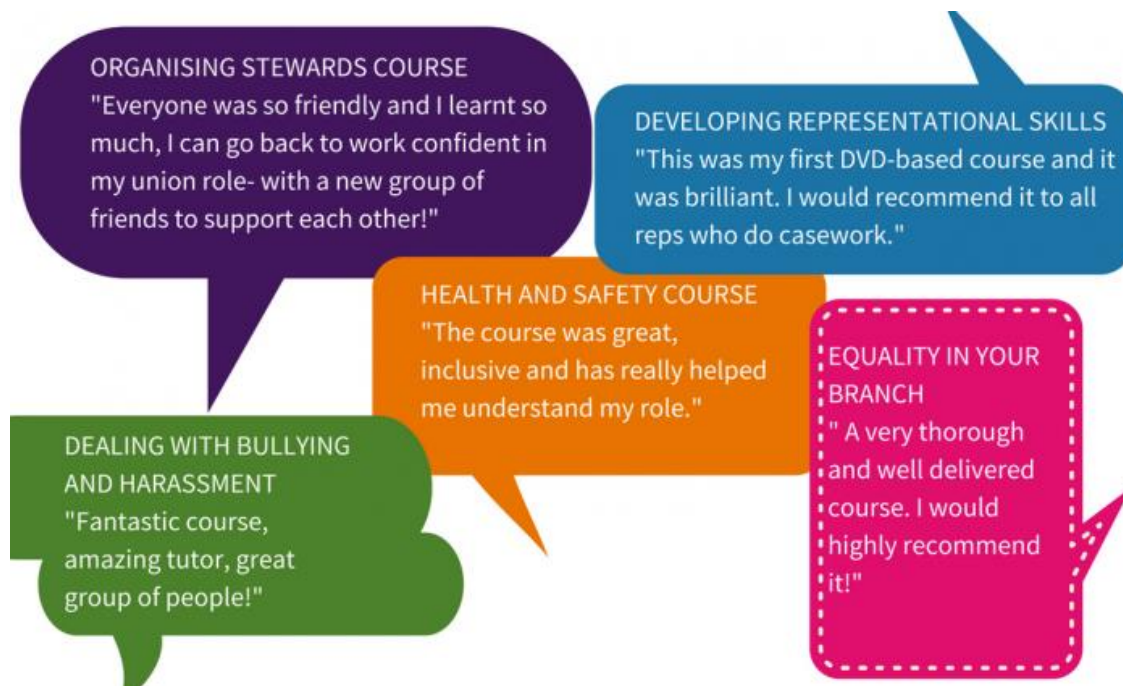 ORGANISING STEWARDS COURSE
"Everyone was so friendly and I learnt so
much, I can go back to work confident in
my union role- with a new group of
friends to support each other!"
DEVELOPING REPRESENTATIONAL SKILLS
"This was my first DVD-based course and it
was brilliant. I would recommend it to all
reps who do casework."
HEALTH AND SAFETY COURSE
"The course was great,
inclusive and has really helped
me understand my role."
EQUALITY IN YOUR
BRANCH
" A very thorough
and well delivered
course. I would
highly recommend
it!"
DEALING WITH BULLYING
AND HARASSMENT
"Fantastic course,
amazing tutor, great
group of people!"